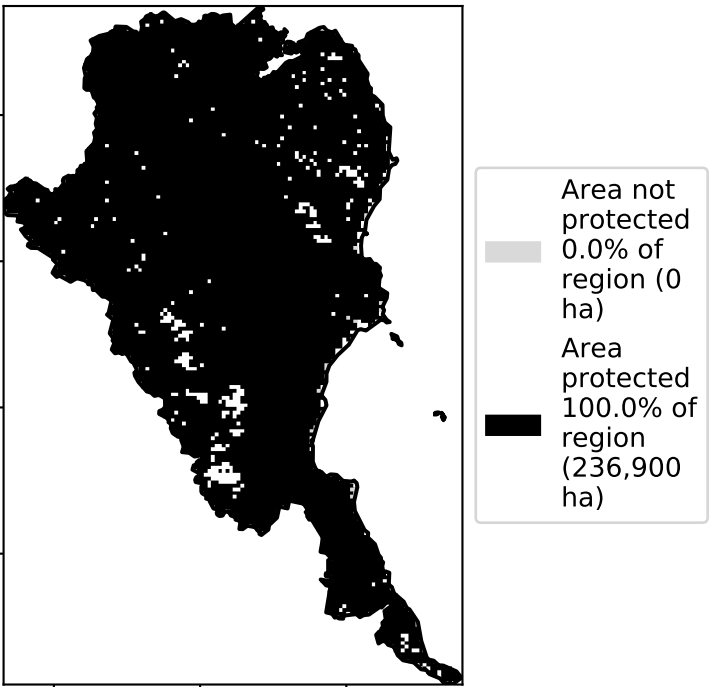 Area not
protected
0.0% of
region (0
ha)
Area
protected
100.0% of
region
(236,900
ha)